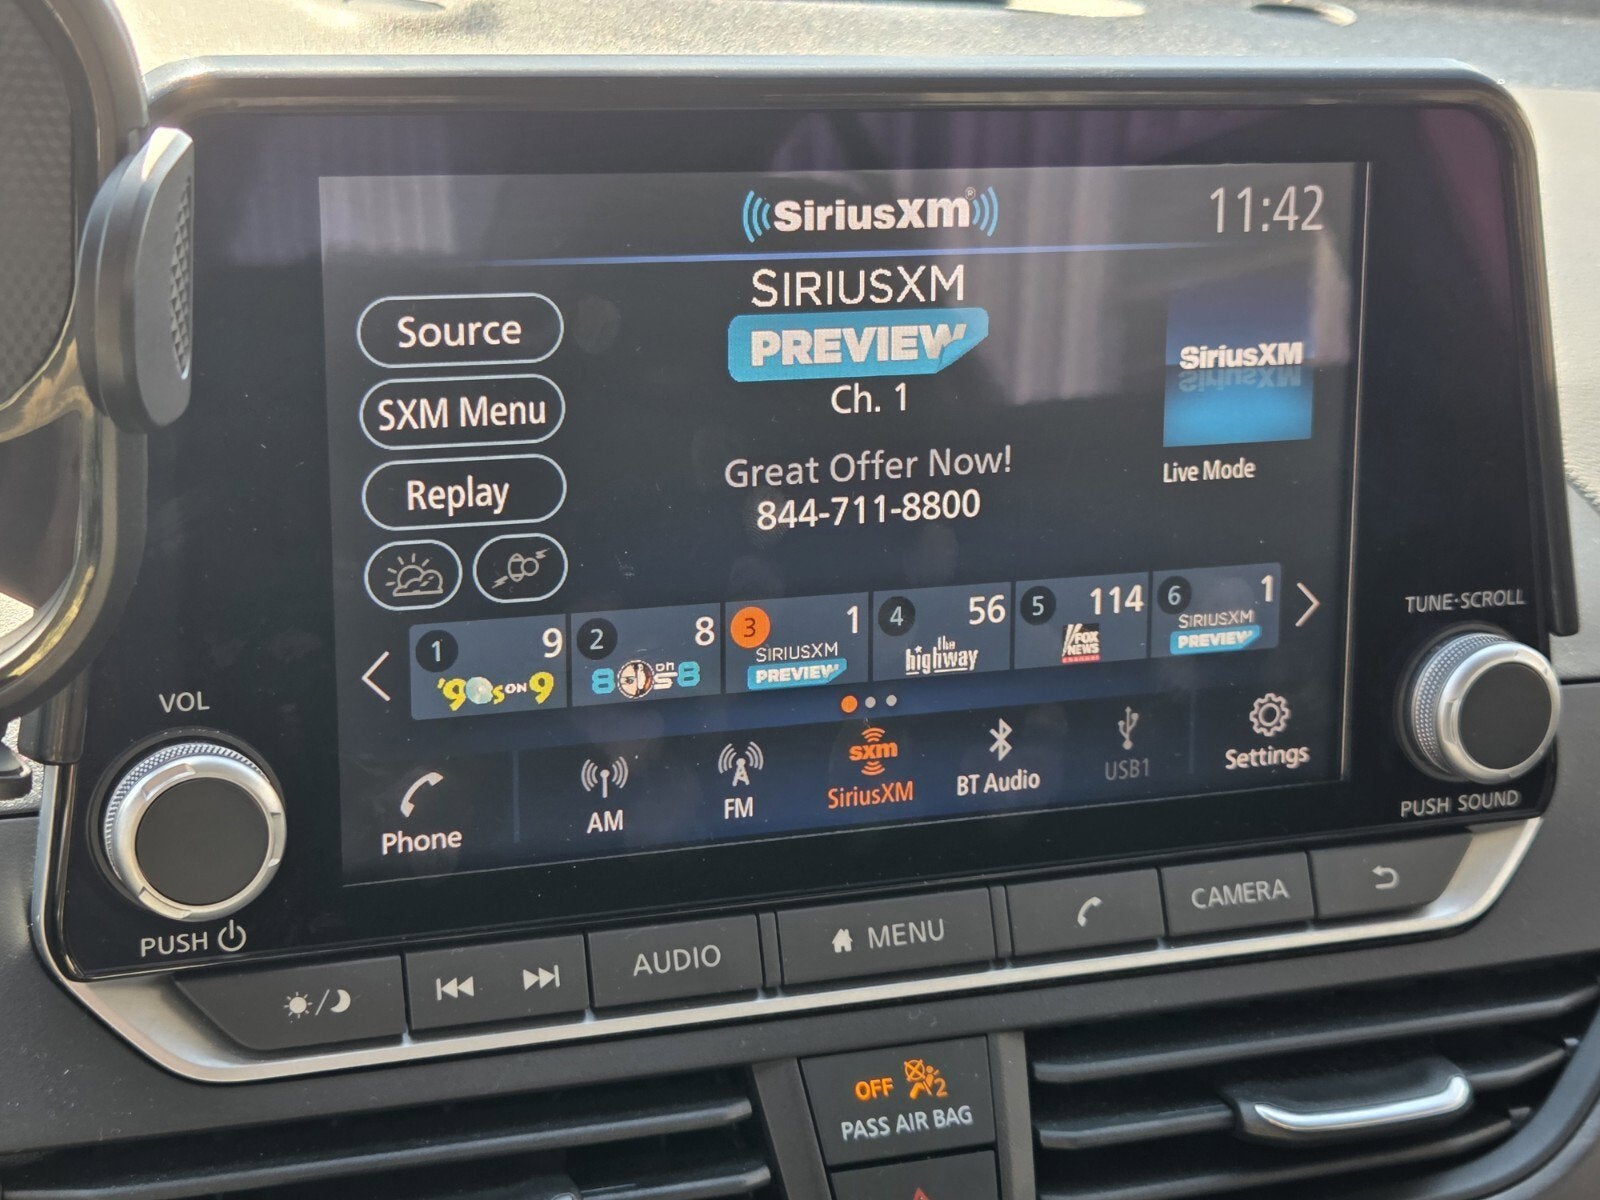 SiriusXM®
11:42
SIRIUSXM
PREVIEW
Ch. 1
Great Offer Now!
844-711-8800
Source
SXM Menu
Replay
SiriusXM
Live Mode
1 9
'90s ON 9
2 8
80s on 8
3 1
SIRIUSXM
PREVIEW
4 56
the highway
5 114
FOX
NEWS
6 1
SIRIUSXM
PREVIEW
Phone
AM
FM
sxm
SiriusXM
BT Audio
USB1
Settings
VOL
PUSH
TUNE·SCROLL
PUSH SOUND
AUDIO
MENU
CAMERA
OFF 2
PASS AIR BAG